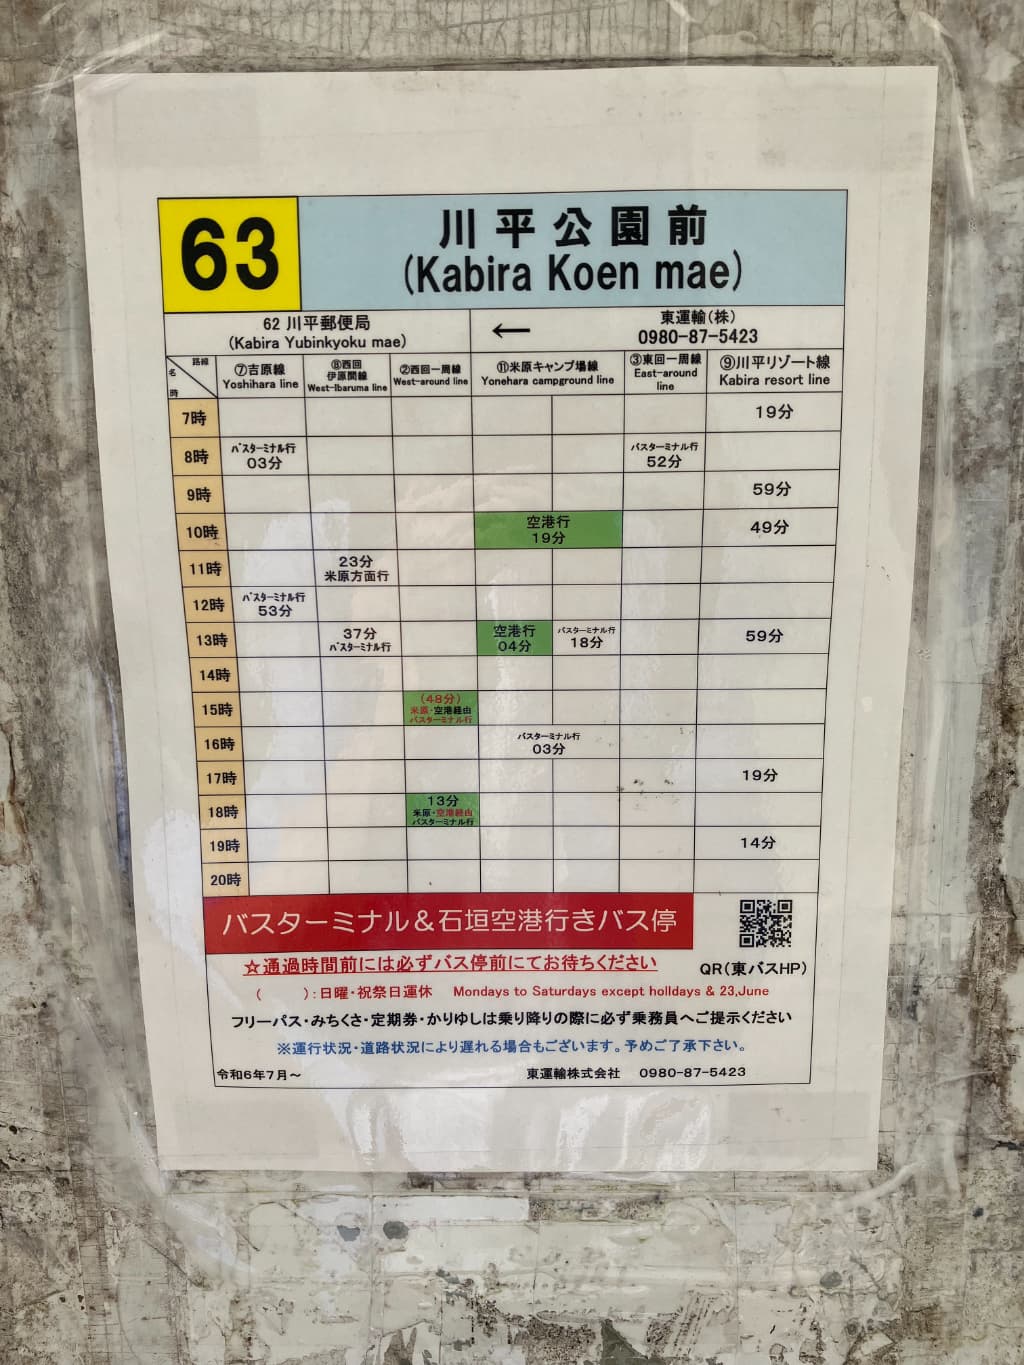 63
川平公園前
(Kabira Koen mae)
62 川平郵便局
(Kabira Yubinkyoku mae)
←
東運輸(株)
0980-87-5423
路線
名
時
⑦吉原線
Yoshihara line
⑧西回
伊原間線
West-Ibaruma line
②西回一周線
West-around line
⑪米原キャンプ場線
Yonehara campground line
③東回一周線
East-around
line
⑨川平リゾート線
Kabira resort line
7時
19分
8時
バスターミナル行
03分
バスターミナル行
52分
9時
59分
10時
空港行
19分
49分
11時
23分
米原方面行
12時
バスターミナル行
53分
13時
37分
バスターミナル行
空港行
04分
バスターミナル行
18分
59分
14時
15時
(48分)
米原・空港経由
バスターミナル行
16時
バスターミナル行
03分
17時
19分
18時
13分
米原・空港経由
バスターミナル行
19時
14分
20時
バスターミナル＆石垣空港行きバス停
☆通過時間前には必ずバス停前にてお待ちください
QR(東バスHP)
( ):日曜・祝祭日運休 Mondays to Saturdays except holldays & 23,June
フリーパス・みちくさ・定期券・かりゆしは乗り降りの際に必ず乗務員へご提示ください
※運行状況・道路状況により遅れる場合もございます。予めご了承下さい。
令和6年7月～
東運輸株式会社 0980-87-5423